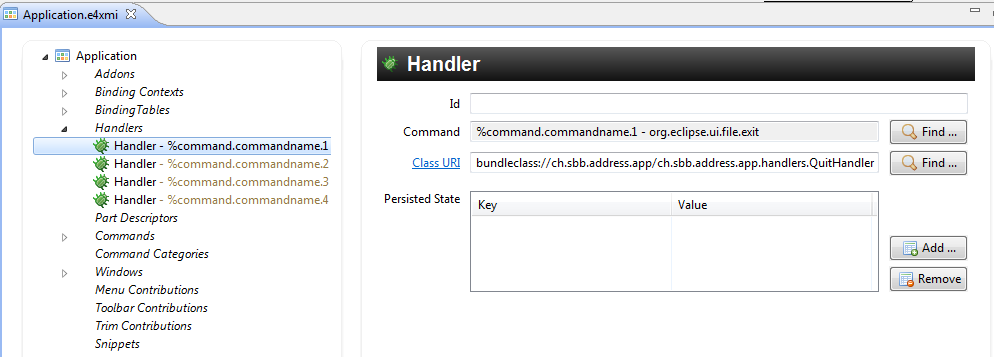 Application.e4xmi
Application
Addons
Binding Contexts
BindingTables
Handlers
Handler - %command.commandname.1
Handler - %command.commandname.2
Handler - %command.commandname.3
Handler - %command.commandname.4
Part Descriptors
Commands
Command Categories
Windows
Menu Contributions
Toolbar Contributions
Trim Contributions
Snippets
Handler
Id
Command %command.commandname.1 - org.eclipse.ui.file.exit Find ...
Class URI bundleclass://ch.sbb.address.app/ch.sbb.address.app.handlers.QuitHandler Find ...
Persisted State Key Value
Add ...
Remove